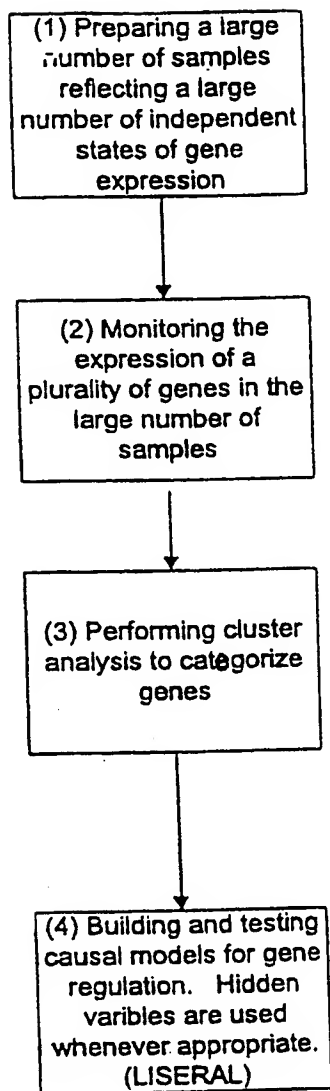 (1) Preparing a large
number of samples
reflecting a large
number of independent
states of gene
expression
(2) Monitoring the
expression of a
plurality of genes in the
large number of
samples
(3) Performing cluster
analysis to categorize
genes
(4) Building and testing
causal models for gene
regulation. Hidden
varibles are used
whenever appropriate.
(LISERAL)